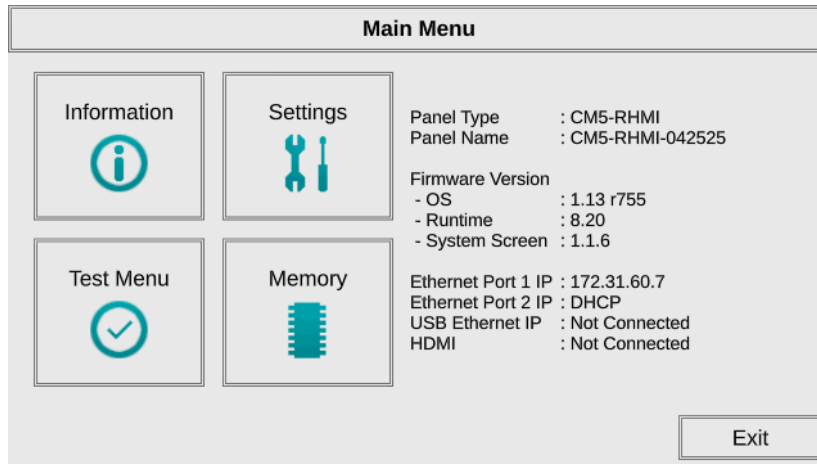 Main Menu
Information
Settings
Test Menu
Memory
Panel Type : CM5-RHMI
Panel Name : CM5-RHMI-042525
Firmware Version
- OS : 1.13 r755
- Runtime : 8.20
- System Screen : 1.1.6
Ethernet Port 1 IP : 172.31.60.7
Ethernet Port 2 IP : DHCP
USB Ethernet IP : Not Connected
HDMI : Not Connected
Exit